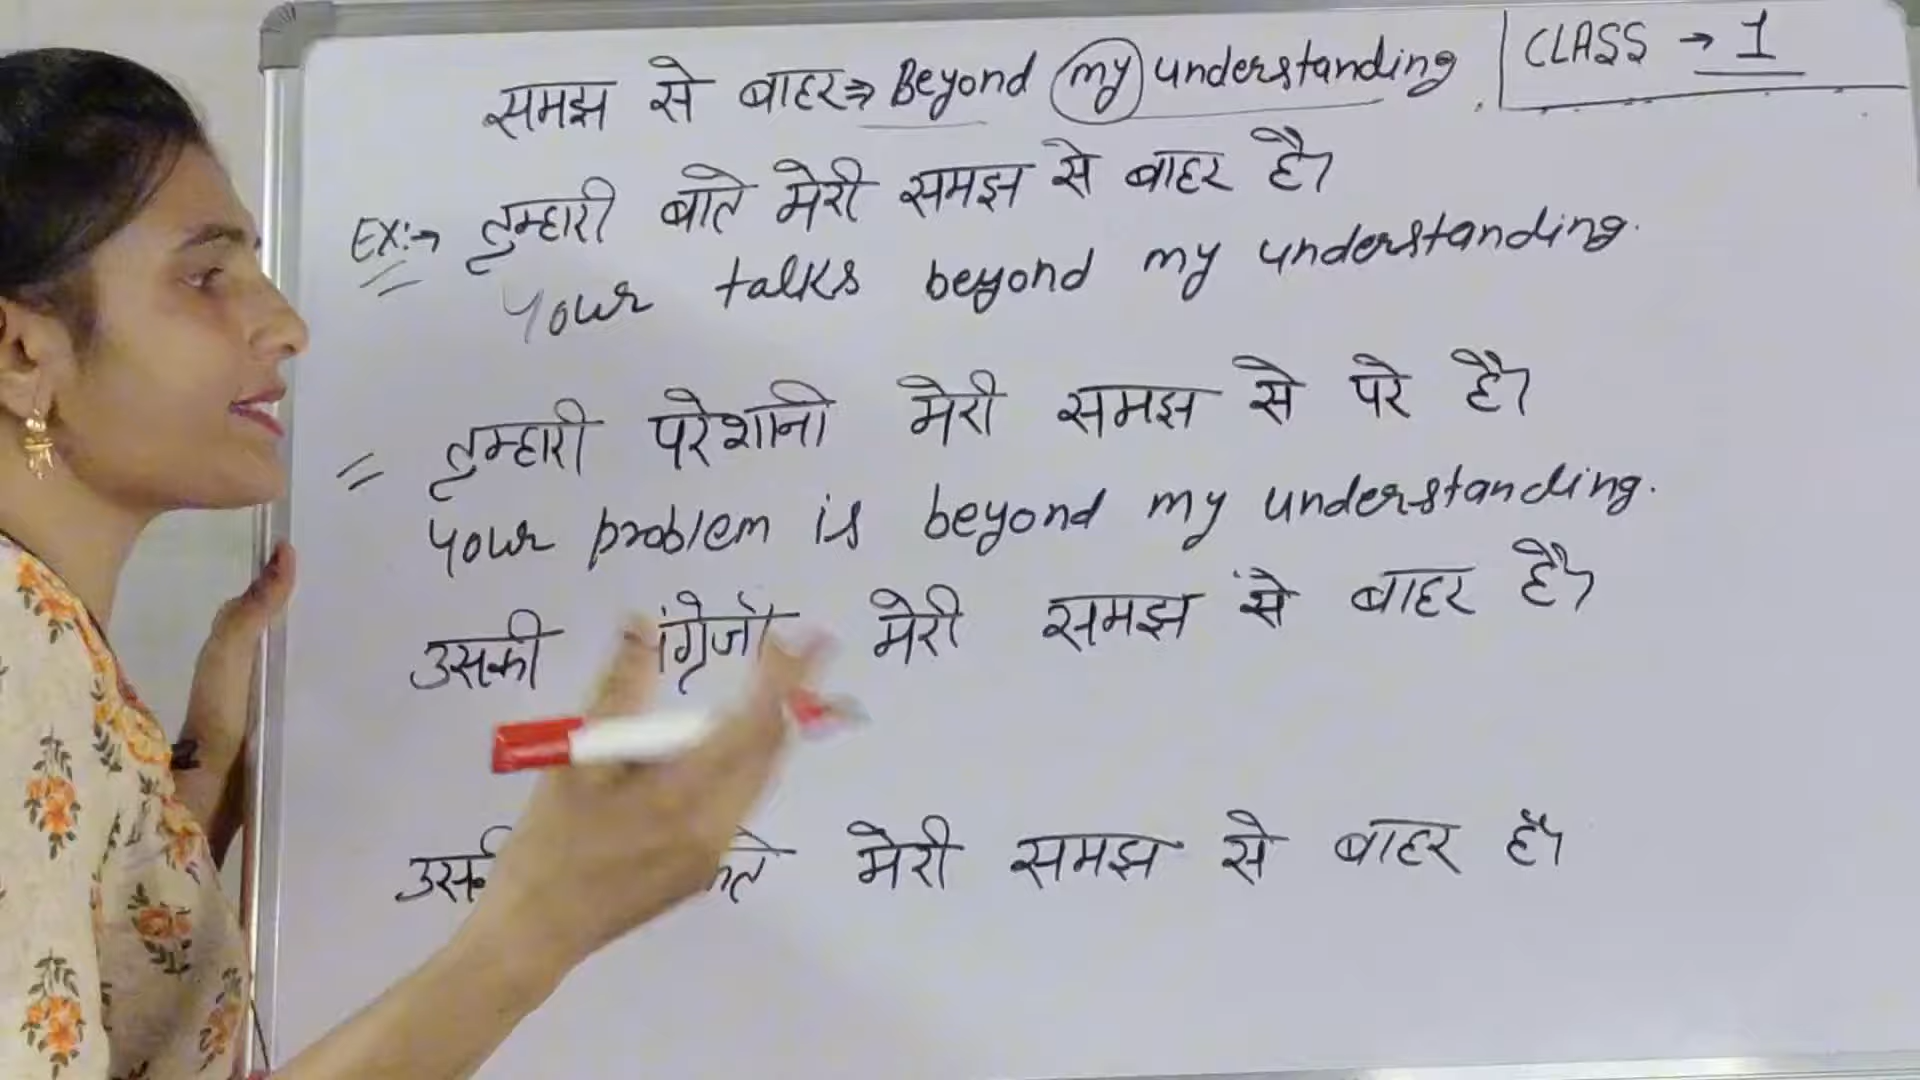 समझ से बाहर ⇒ Beyond my understanding
CLASS → 1
Ex:→ तुम्हारी बाते मेरी समझ से बाहर है।
Your talks beyond my understanding.
= तुम्हारी परेशानी मेरी समझ से परे है।
Your problem is beyond my understanding.
उसकी मेरी समझ से बाहर है।
मेरी समझ से बाहर है।